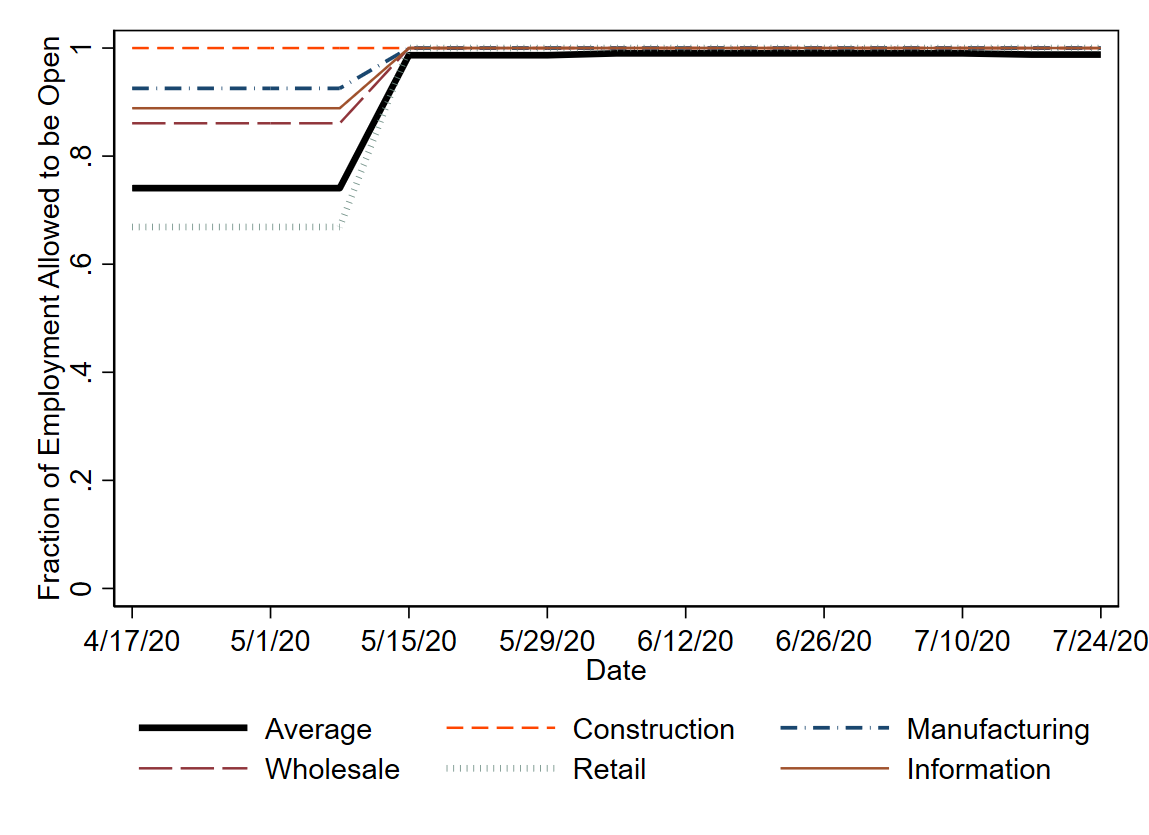 Fraction of Employment Allowed to be Open
1
.8
.6
.4
.2
0
4/17/20 5/1/20 5/15/20 5/29/20 6/12/20 6/26/20 7/10/20 7/24/20
Date
Average Construction Manufacturing
Wholesale Retail Information